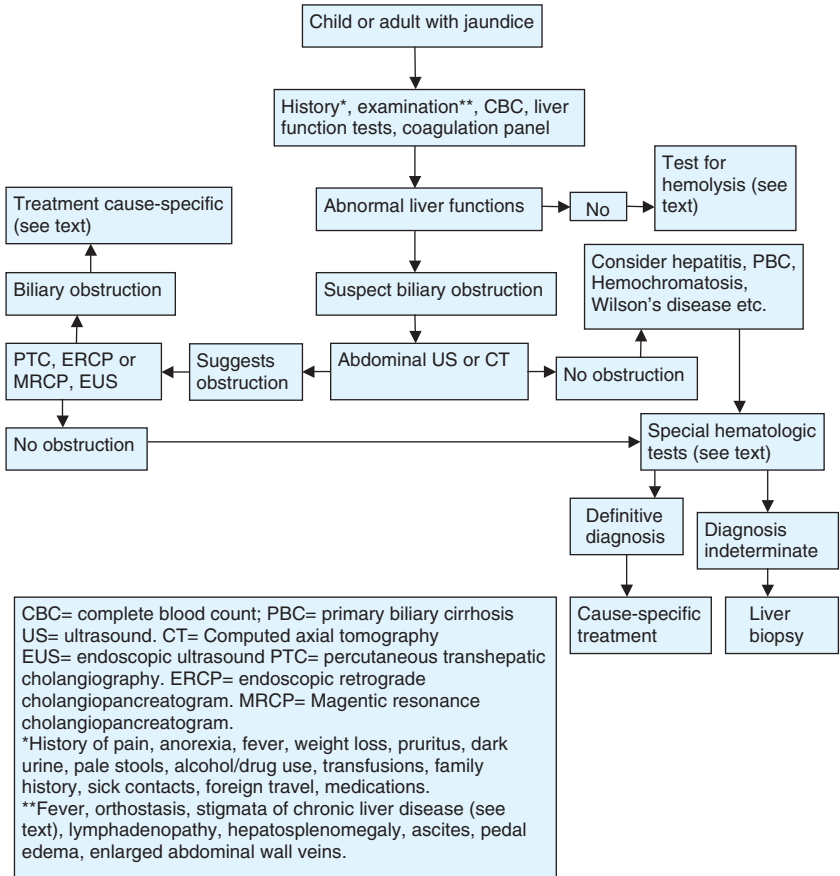 Child or adult with jaundice
History*, examination**, CBC, liver
function tests, coagulation panel
Abnormal liver functions
No
Test for
hemolysis (see
text)
Treatment cause-specific
(see text)
Biliary obstruction
Suspect biliary obstruction
Consider hepatitis, PBC,
Hemochromatosis,
Wilson’s disease etc.
PTC, ERCP or
MRCP, EUS
Suggests
obstruction
Abdominal US or CT
No obstruction
No obstruction
Special hematologic
tests (see text)
Definitive
diagnosis
Diagnosis
indeterminate
Cause-specific
treatment
Liver
biopsy
CBC= complete blood count; PBC= primary biliary cirrhosis
US= ultrasound. CT= Computed axial tomography
EUS= endoscopic ultrasound PTC= percutaneous transhepatic
cholangiography. ERCP= endoscopic retrograde
cholangiopancreatogram. MRCP= Magentic resonance
cholangiopancreatogram.
*History of pain, anorexia, fever, weight loss, pruritus, dark
urine, pale stools, alcohol/drug use, transfusions, family
history, sick contacts, foreign travel, medications.
**Fever, orthostasis, stigmata of chronic liver disease (see
text), lymphadenopathy, hepatosplenomegaly, ascites, pedal
edema, enlarged abdominal wall veins.